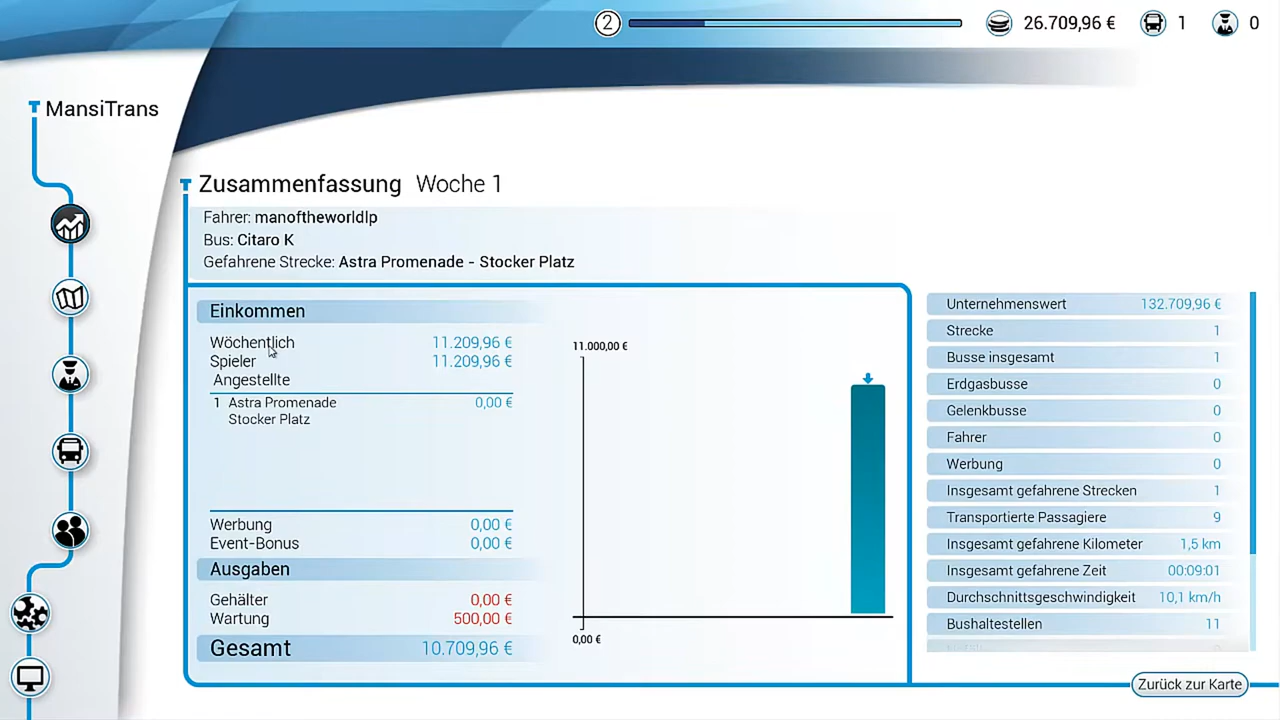 2 26.709,96 € 1 0
MansiTrans
Zusammenfassung Woche 1
Fahrer: manoftheworldlp
Bus: Citaro K
Gefahrene Strecke: Astra Promenade - Stocker Platz
Einkommen
Wöchentlich 11.209,96 €
Spieler 11.209,96 €
Angestellte
1 Astra Promenade 0,00 €
Stocker Platz
Werbung 0,00 €
Event-Bonus 0,00 €
Ausgaben
Gehälter 0,00 €
Wartung 500,00 €
Gesamt 10.709,96 €
11.000,00 €
0,00 €
Unternehmenswert 132.709,96 €
Strecke 1
Busse insgesamt 1
Erdgasbusse 0
Gelenkbusse 0
Fahrer 0
Werbung 0
Insgesamt gefahrene Strecken 1
Transportierte Passagiere 9
Insgesamt gefahrene Kilometer 1,5 km
Insgesamt gefahrene Zeit 00:09:01
Durchschnittsgeschwindigkeit 10,1 km/h
Bushaltestellen 11
Zurück zur Karte